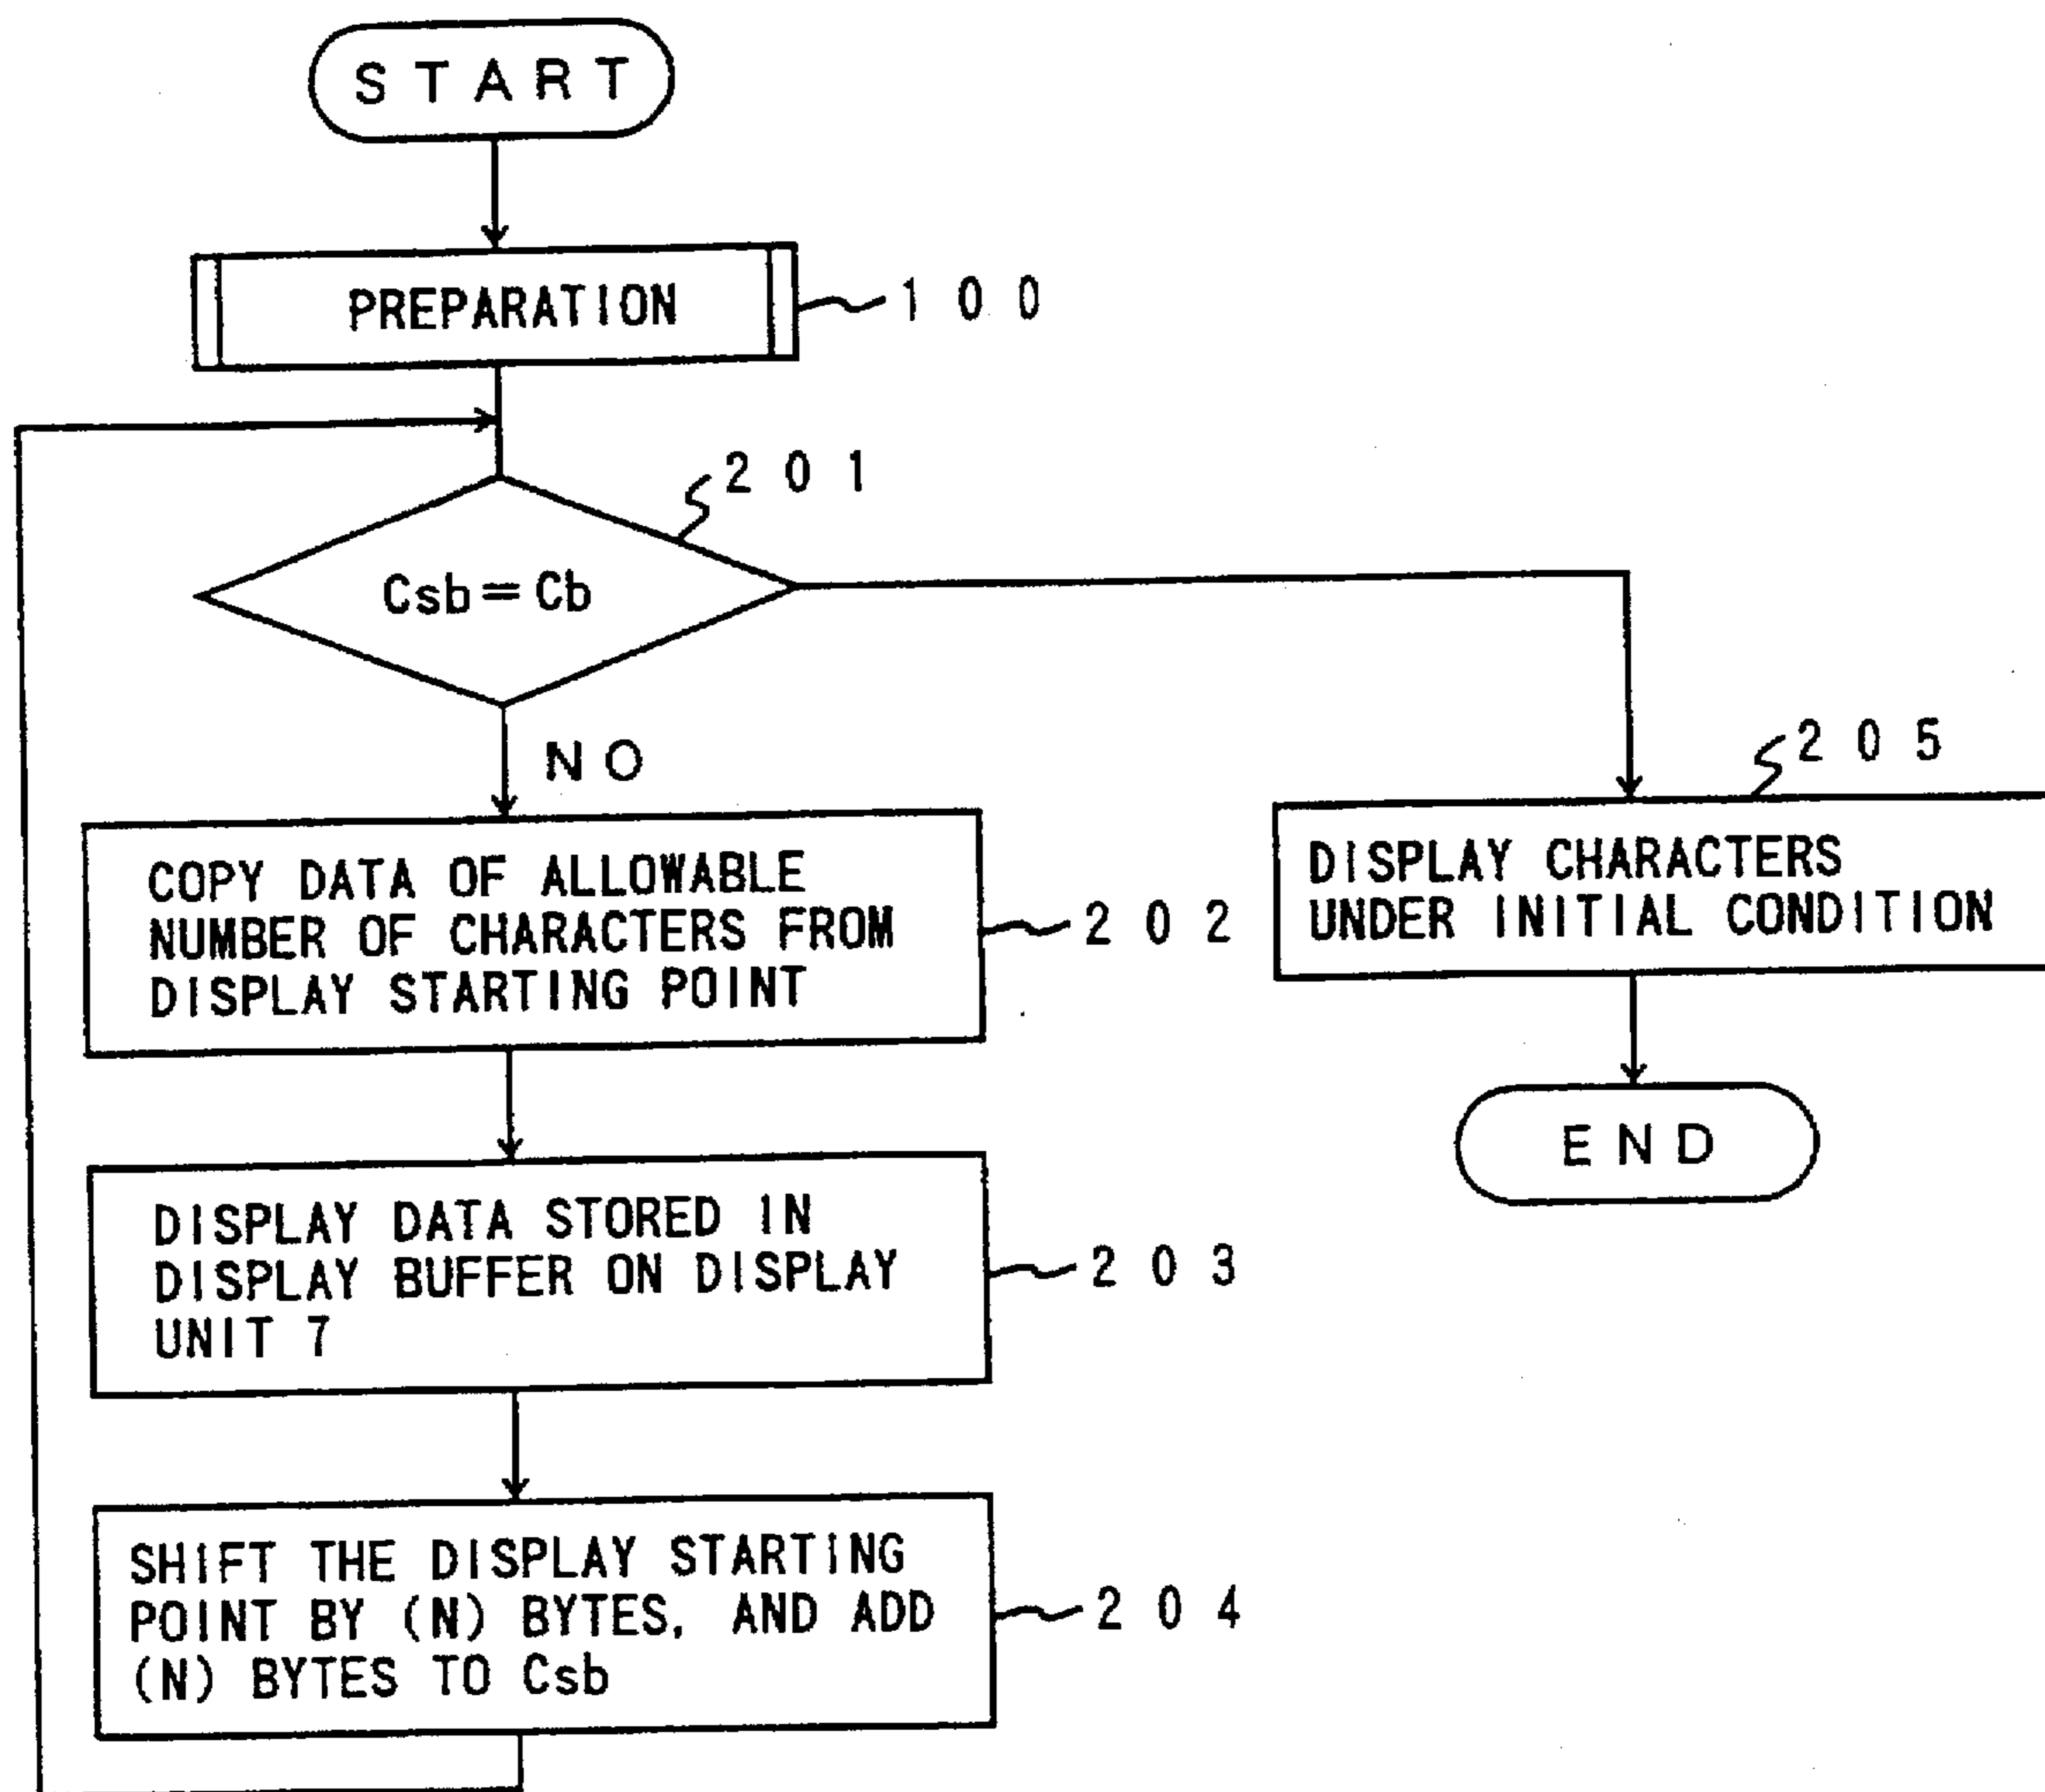 START
PREPARATION
100
201
Csb=Cb
NO
COPY DATA OF ALLOWABLE
NUMBER OF CHARACTERS FROM
DISPLAY STARTING POINT
202
DISPLAY DATA STORED IN
DISPLAY BUFFER ON DISPLAY
UNIT 7
203
SHIFT THE DISPLAY STARTING
POINT BY (N) BYTES, AND ADD
(N) BYTES TO Csb
204
205
DISPLAY CHARACTERS
UNDER INITIAL CONDITION
END